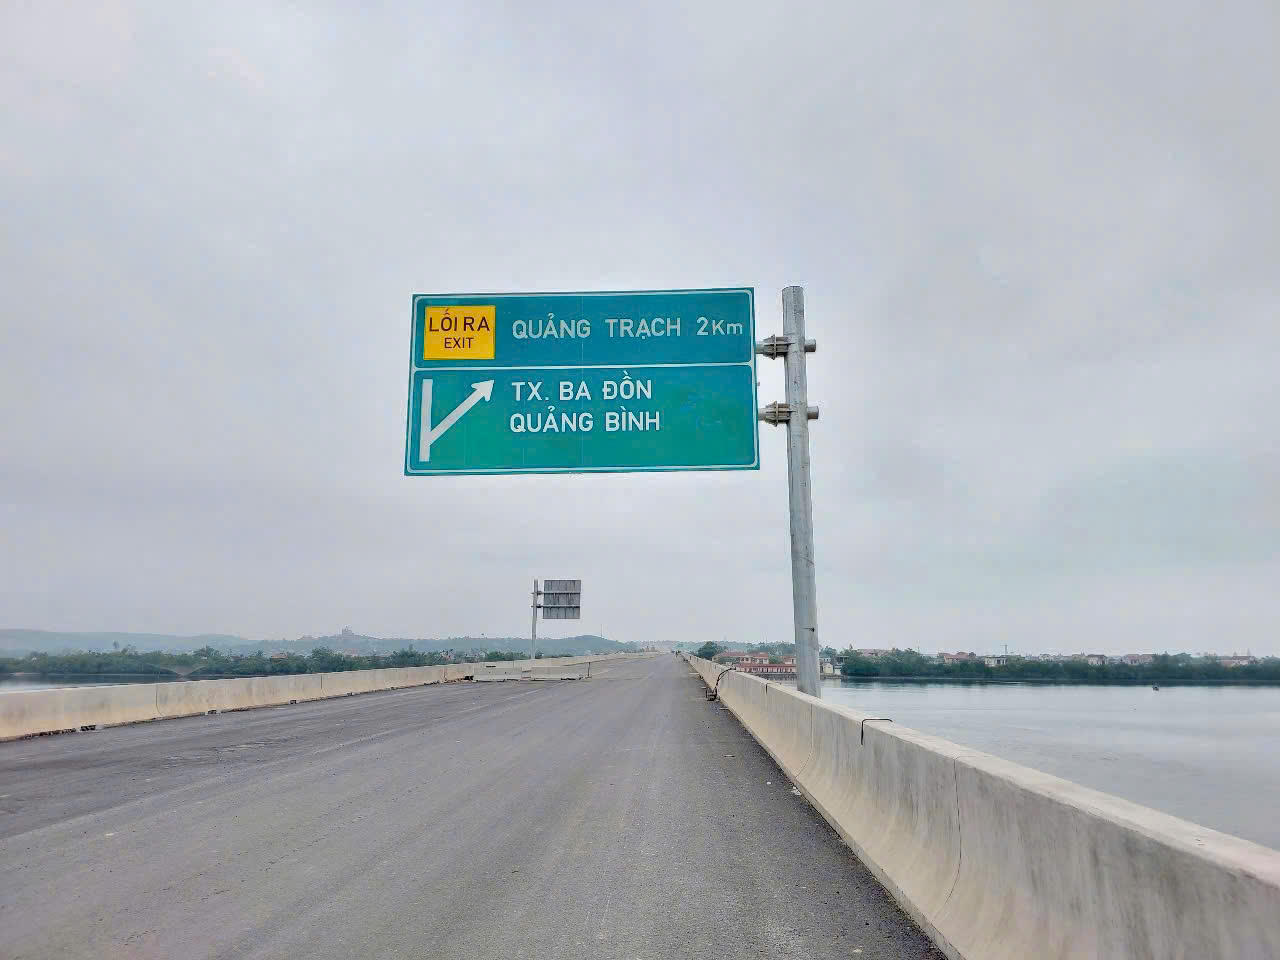 LỐI RA
EXIT
QUẢNG TRẠCH 2Km
TX. BA ĐỒN
QUẢNG BÌNH